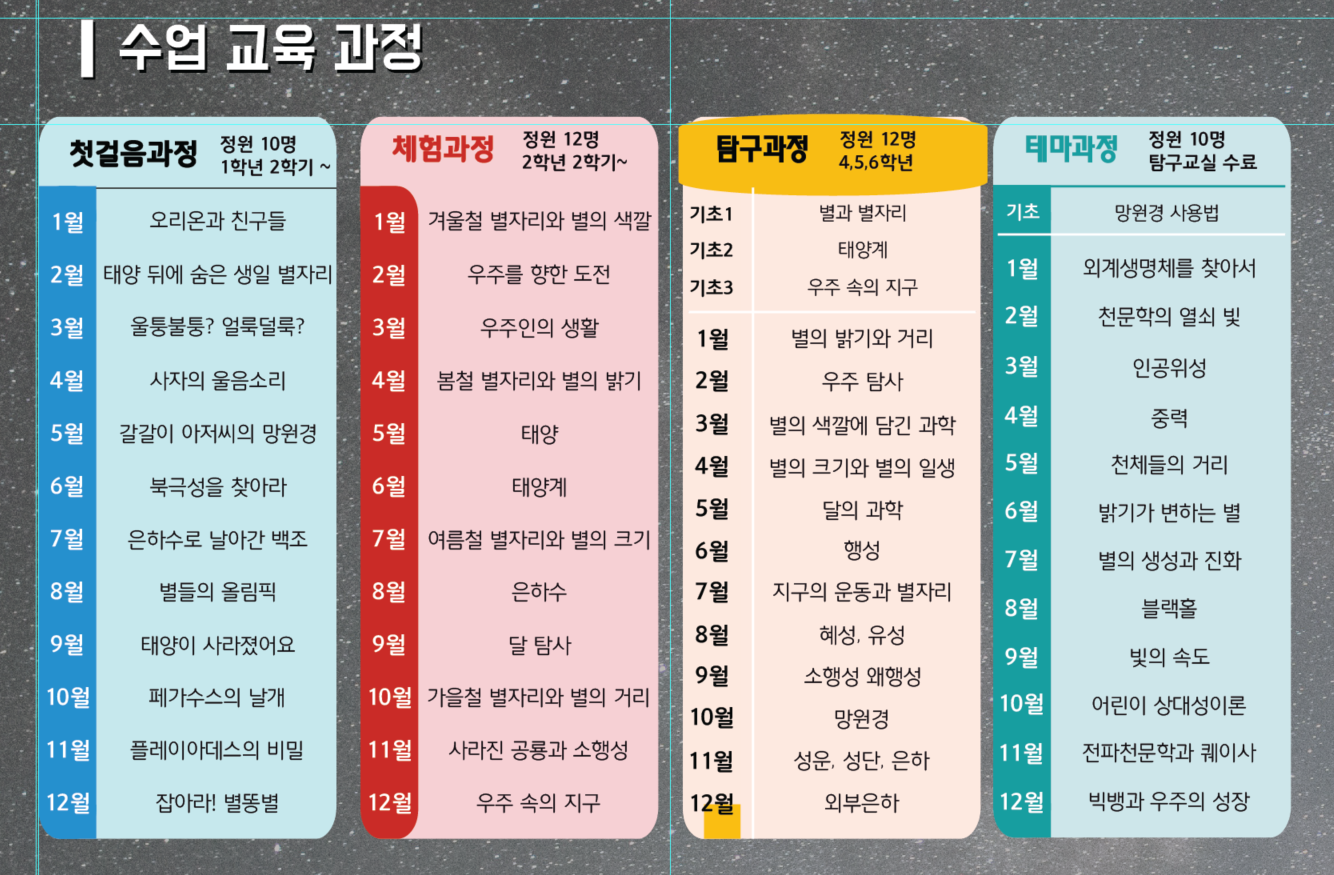 수업 교육 과정
첫걸음과정
정원 10명
1학년 2학기 ~
1월 오리온과 친구들
2월 태양 뒤에 숨은 생일 별자리
3월 울퉁불퉁? 얼룩덜룩?
4월 사자의 울음소리
5월 갈갈이 아저씨의 망원경
6월 북극성을 찾아라
7월 은하수로 날아간 백조
8월 별들의 올림픽
9월 태양이 사라졌어요
10월 페가수스의 날개
11월 플레이아데스의 비밀
12월 잡아라! 별똥별
체험과정
정원 12명
2학년 2학기~
1월 겨울철 별자리와 별의 색깔
2월 우주를 향한 도전
3월 우주인의 생활
4월 봄철 별자리와 별의 밝기
5월 태양
6월 태양계
7월 여름철 별자리와 별의 크기
8월 은하수
9월 달 탐사
10월 가을철 별자리와 별의 거리
11월 사라진 공룡과 소행성
12월 우주 속의 지구
탐구과정
정원 12명
4,5,6학년
기초1 별과 별자리
기초2 태양계
기초3 우주 속의 지구
1월 별의 밝기와 거리
2월 우주 탐사
3월 별의 색깔에 담긴 과학
4월 별의 크기와 별의 일생
5월 달의 과학
6월 행성
7월 지구의 운동과 별자리
8월 혜성, 유성
9월 소행성 왜행성
10월 망원경
11월 성운, 성단, 은하
12월 외부은하
테마과정
정원 10명
탐구교실 수료
기초 망원경 사용법
1월 외계생명체를 찾아서
2월 천문학의 열쇠 빛
3월 인공위성
4월 중력
5월 천체들의 거리
6월 밝기가 변하는 별
7월 별의 생성과 진화
8월 블랙홀
9월 빛의 속도
10월 어린이 상대성이론
11월 전파천문학과 퀘이사
12월 빅뱅과 우주의 성장